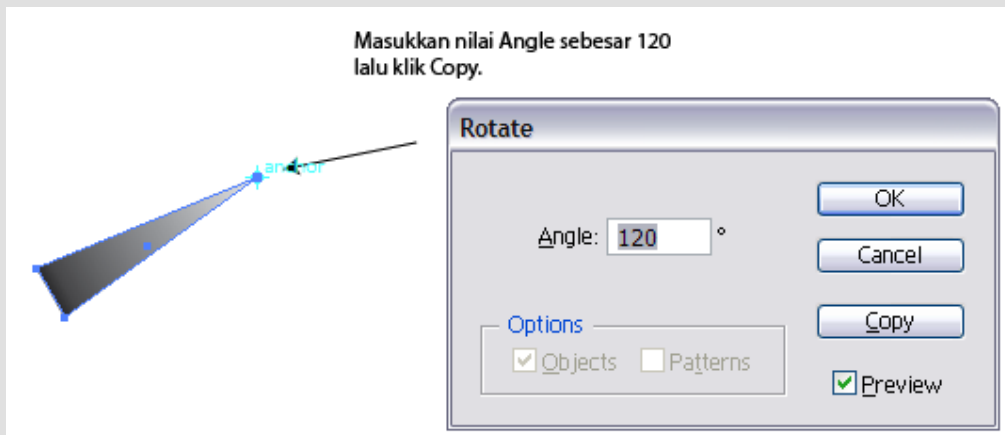 Masukkan nilai Angle sebesar 120
lalu klik Copy.
anchor
Rotate
Angle: 120 °
OK
Cancel
Options
Objects Patterns
Copy
Preview